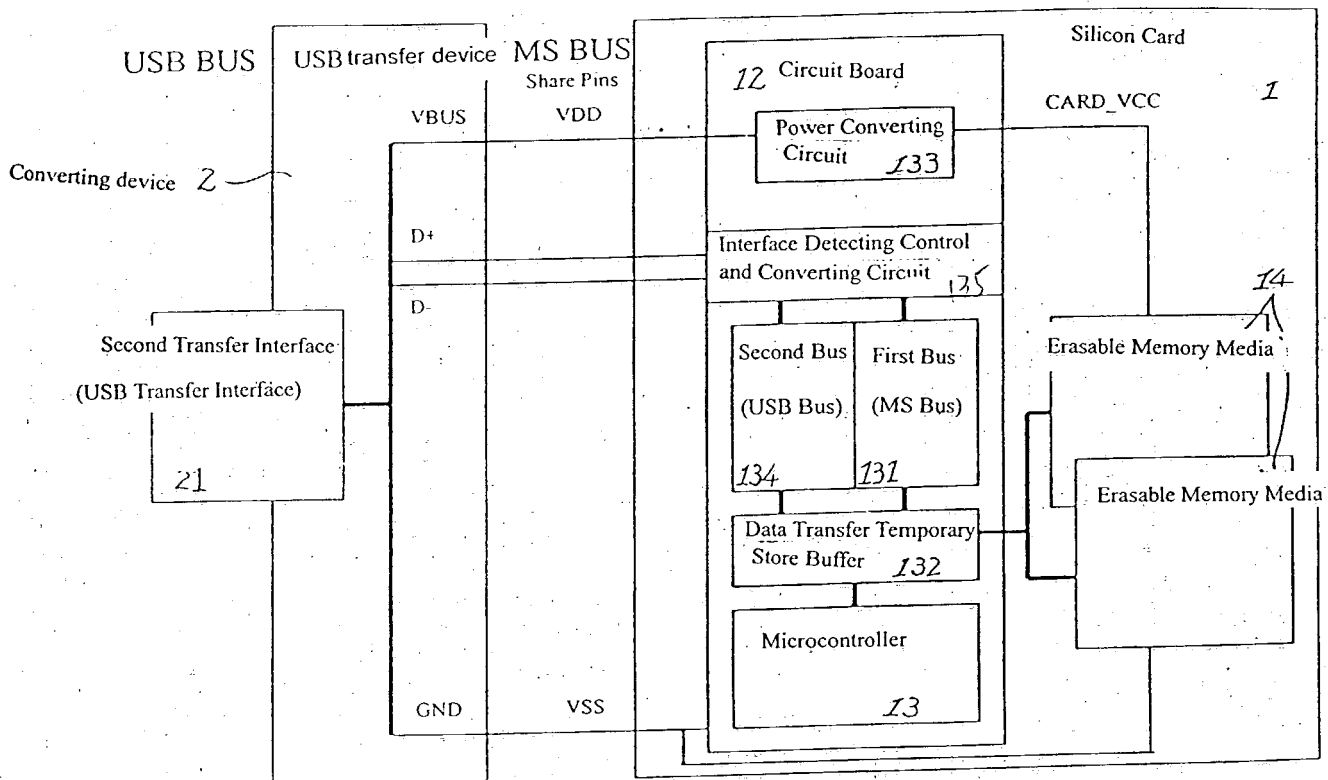 USB BUS
USB transfer device
MS BUS
Share Pins
Silicon Card
1
12 Circuit Board
VBUS
VDD
CARD_VCC
Power Converting
Circuit 133
Converting device 2
D+
D-
Interface Detecting Control
and Converting Circuit 135
14
Second Transfer Interface
(USB Transfer Interface)
21
Second Bus
(USB Bus)
134
First Bus
(MS Bus)
131
Erasable Memory Media
Erasable Memory Media
Data Transfer Temporary
Store Buffer 132
Microcontroller
13
GND
VSS